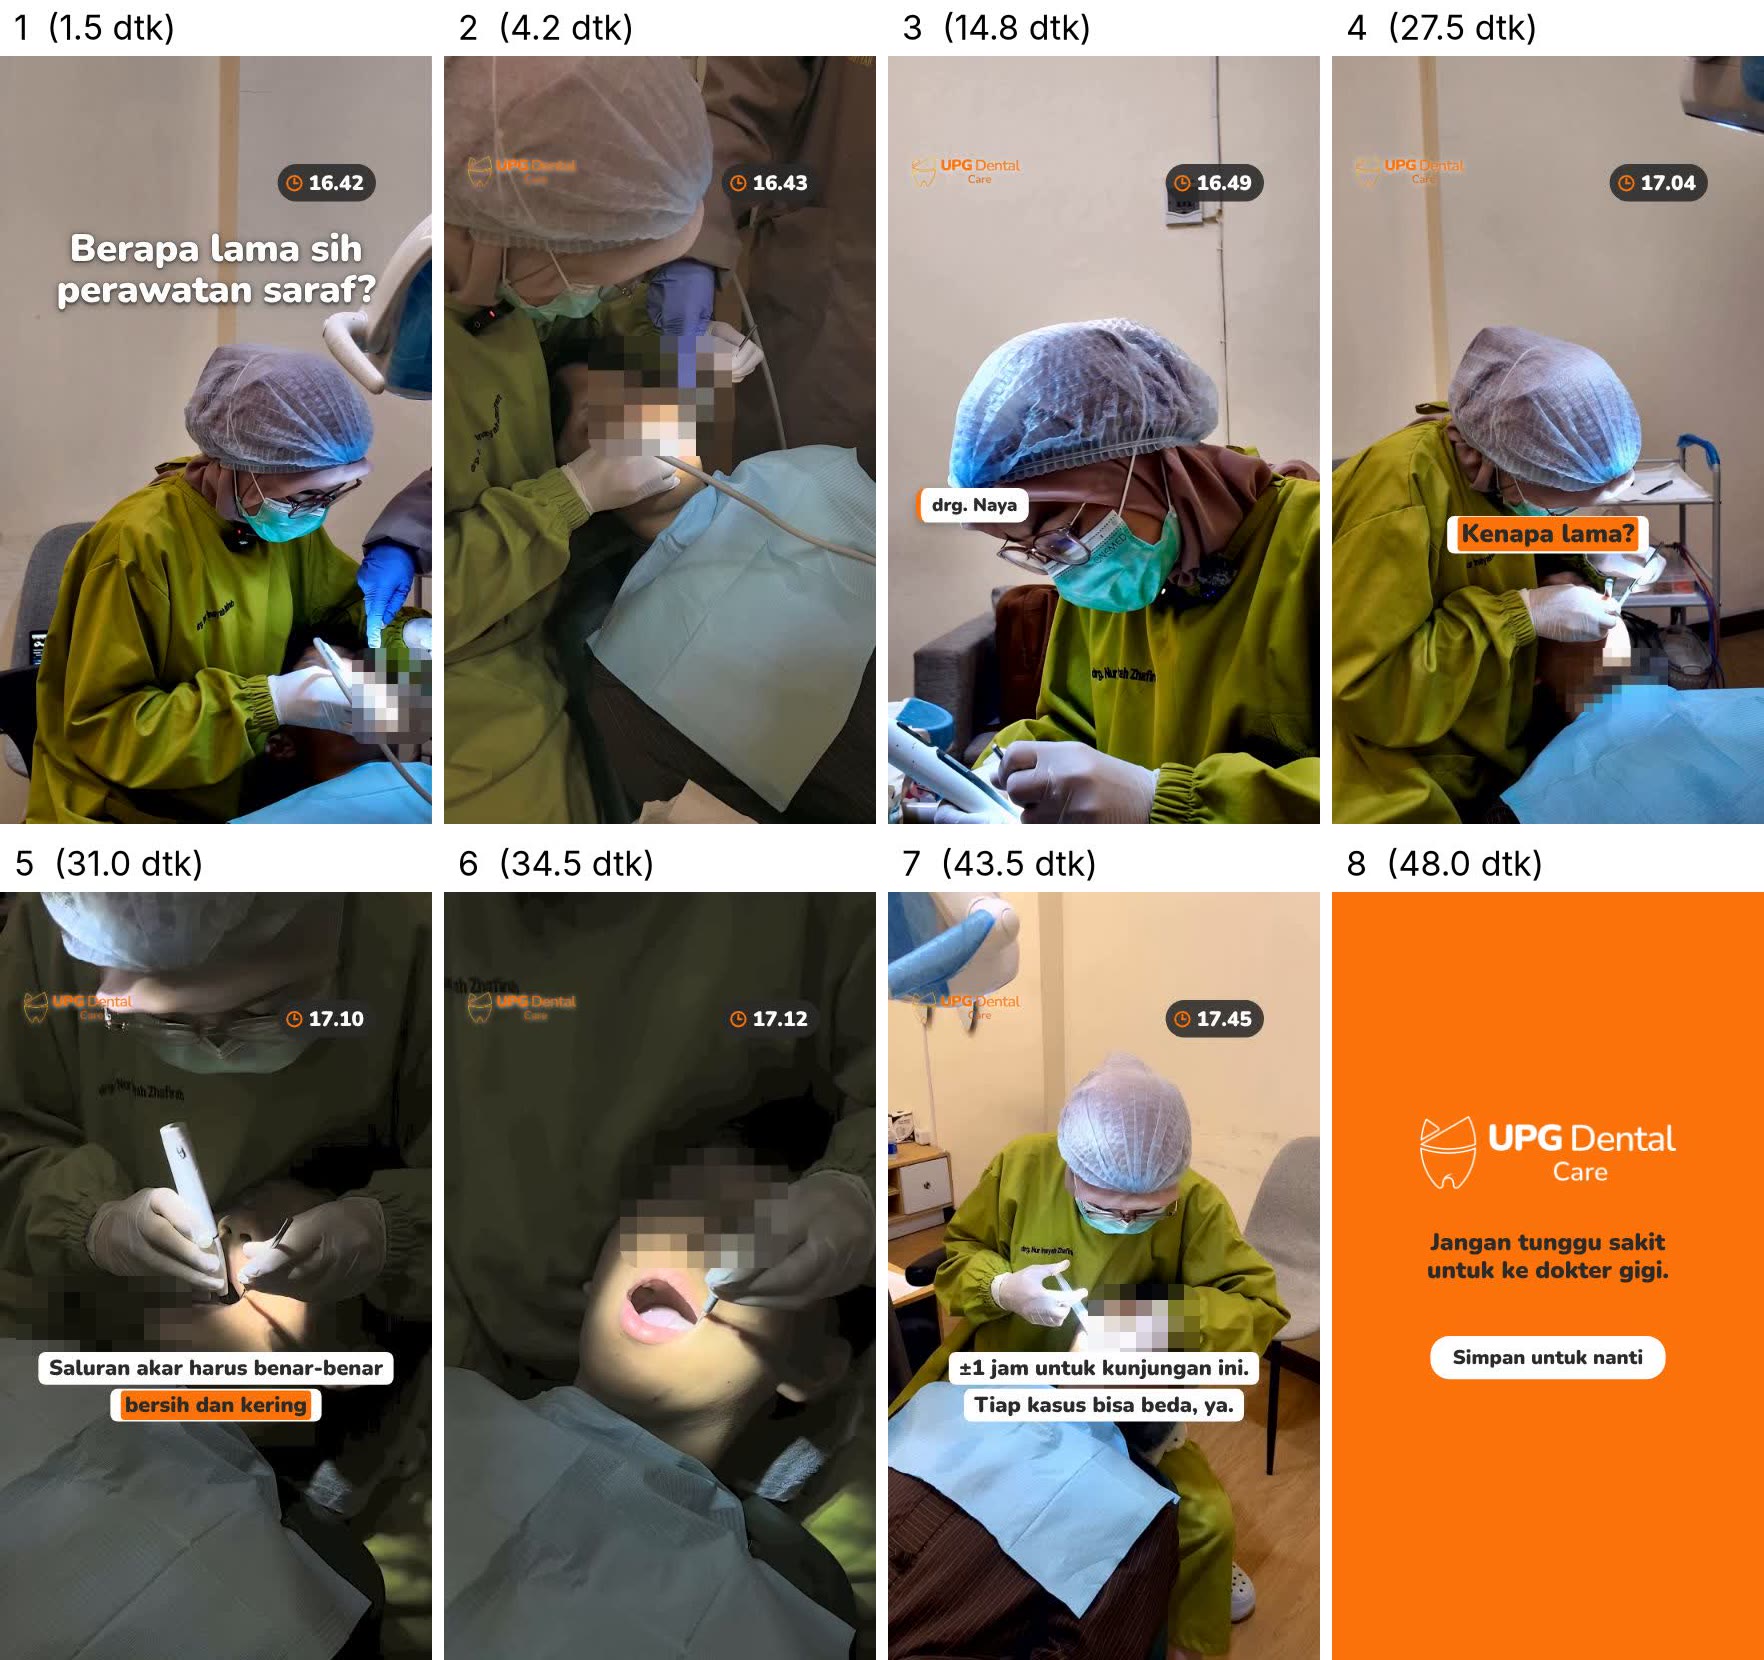 1 (1.5 dtk)
2 (4.2 dtk)
3 (14.8 dtk)
4 (27.5 dtk)
16.42
Berapa lama sih
perawatan saraf?
UPG Dental
Care
16.43
UPG Dental
Care
16.49
drg. Naya
UPG Dental
Care
17.04
Kenapa lama?
5 (31.0 dtk)
6 (34.5 dtk)
7 (43.5 dtk)
8 (48.0 dtk)
UPG Dental
Care
17.10
Saluran akar harus benar-benar
bersih dan kering
UPG Dental
Care
17.12
UPG Dental
Care
17.45
±1 jam untuk kunjungan ini.
Tiap kasus bisa beda, ya.
UPG Dental
Care
Jangan tunggu sakit
untuk ke dokter gigi.
Simpan untuk nanti